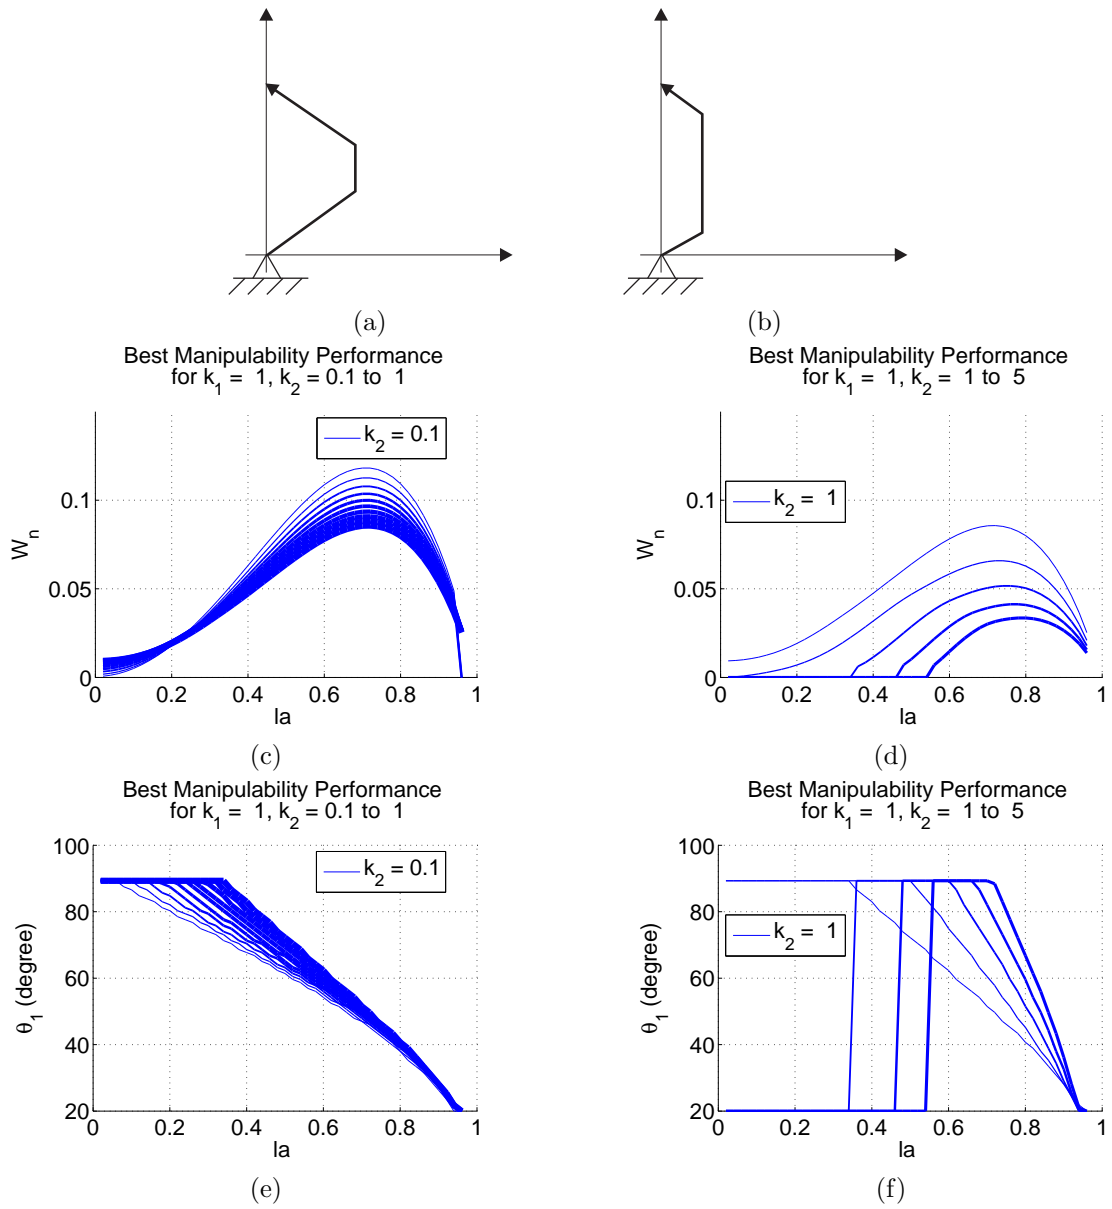 (a)
(b)
Best Manipulability Performance
for k1 = 1, k2 = 0.1 to 1
k2 = 0.1
Wn
0.1
0.05
0
0
0.2
0.4
0.6
0.8
1
la
(c)
Best Manipulability Performance
for k1 = 1, k2 = 1 to 5
k2 = 1
Wn
0.1
0.05
0
0
0.2
0.4
0.6
0.8
1
la
(d)
Best Manipulability Performance
for k1 = 1, k2 = 0.1 to 1
k2 = 0.1
θ1 (degree)
100
80
60
40
20
0
0.2
0.4
0.6
0.8
1
la
(e)
Best Manipulability Performance
for k1 = 1, k2 = 1 to 5
k2 = 1
θ1 (degree)
100
80
60
40
20
0
0.2
0.4
0.6
0.8
1
la
(f)